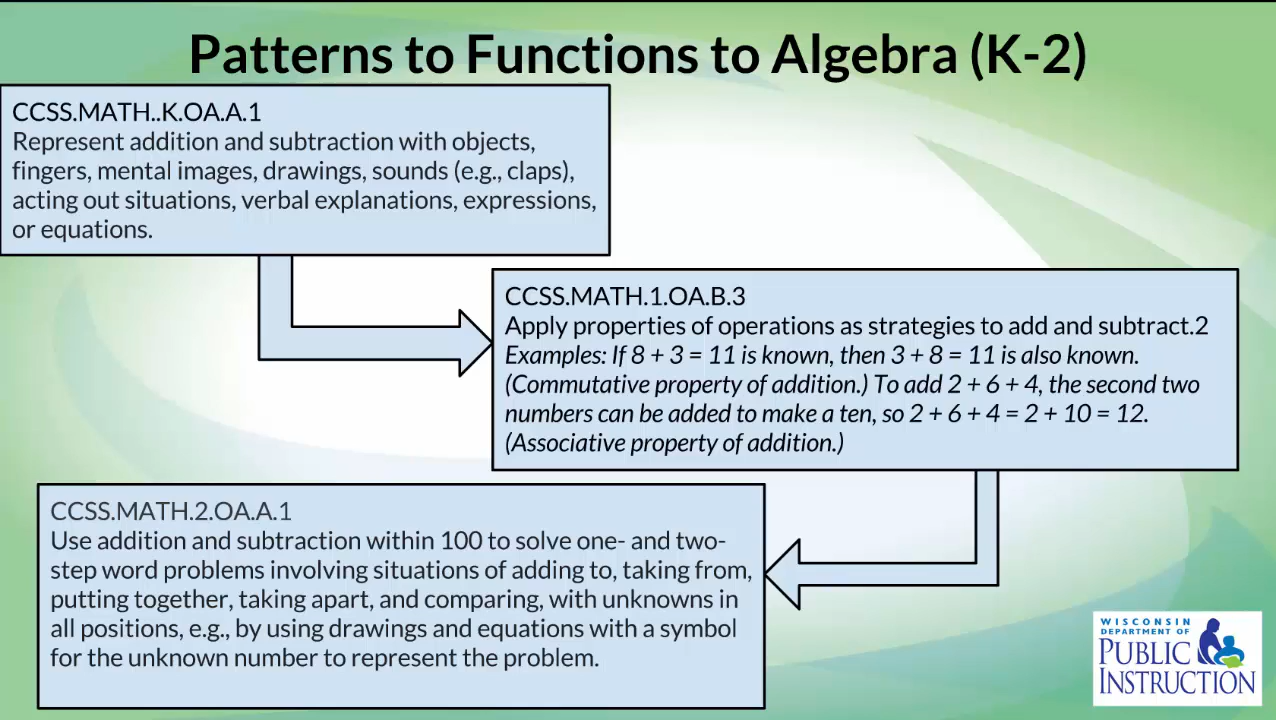 Patterns to Functions to Algebra (K-2)
CCSS.MATH..K.OA.A.1
Represent addition and subtraction with objects,
fingers, mental images, drawings, sounds (e.g., claps),
acting out situations, verbal explanations, expressions,
or equations.
CCSS.MATH.1.OA.B.3
Apply properties of operations as strategies to add and subtract.2
Examples: If 8 + 3 = 11 is known, then 3 + 8 = 11 is also known.
(Commutative property of addition.) To add 2 + 6 + 4, the second two
numbers can be added to make a ten, so 2 + 6 + 4 = 2 + 10 = 12.
(Associative property of addition.)
CCSS.MATH.2.OA.A.1
Use addition and subtraction within 100 to solve one- and two-
step word problems involving situations of adding to, taking from,
putting together, taking apart, and comparing, with unknowns in
all positions, e.g., by using drawings and equations with a symbol
for the unknown number to represent the problem.
WISCONSIN
DEPARTMENT OF
PUBLIC
INSTRUCTION